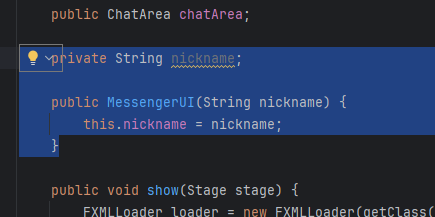 public ChatArea chatArea;
private String nickname;
public MessengerUI(String nickname) {
this.nickname = nickname;
}
public void show(Stage stage) {
FXMLLoader loader = new FXMLLoader(getClass(